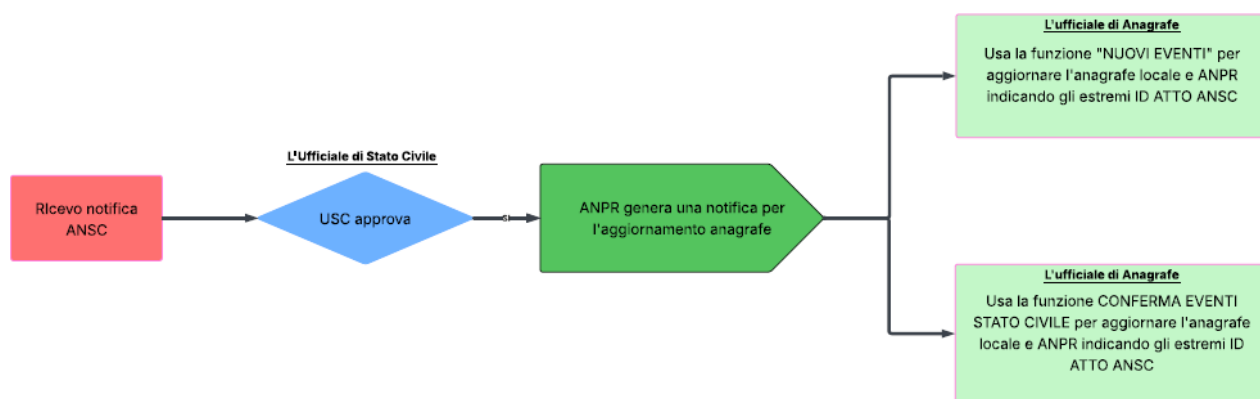 RIcevo notifica
ANSC
L'Ufficiale di Stato Civile
USC approva
SI
ANPR genera una notifica per
l'aggiornamento anagrafe
L'ufficiale di Anagrafe
Usa la funzione "NUOVI EVENTI" per
aggiornare l'anagrafe locale e ANPR
indicando gli estremi ID ATTO ANSC
L'ufficiale di Anagrafe
Usa la funzione CONFERMA EVENTI
STATO CIVILE per aggiornare l'anagrafe
locale e ANPR indicando gli estremi ID
ATTO ANSC